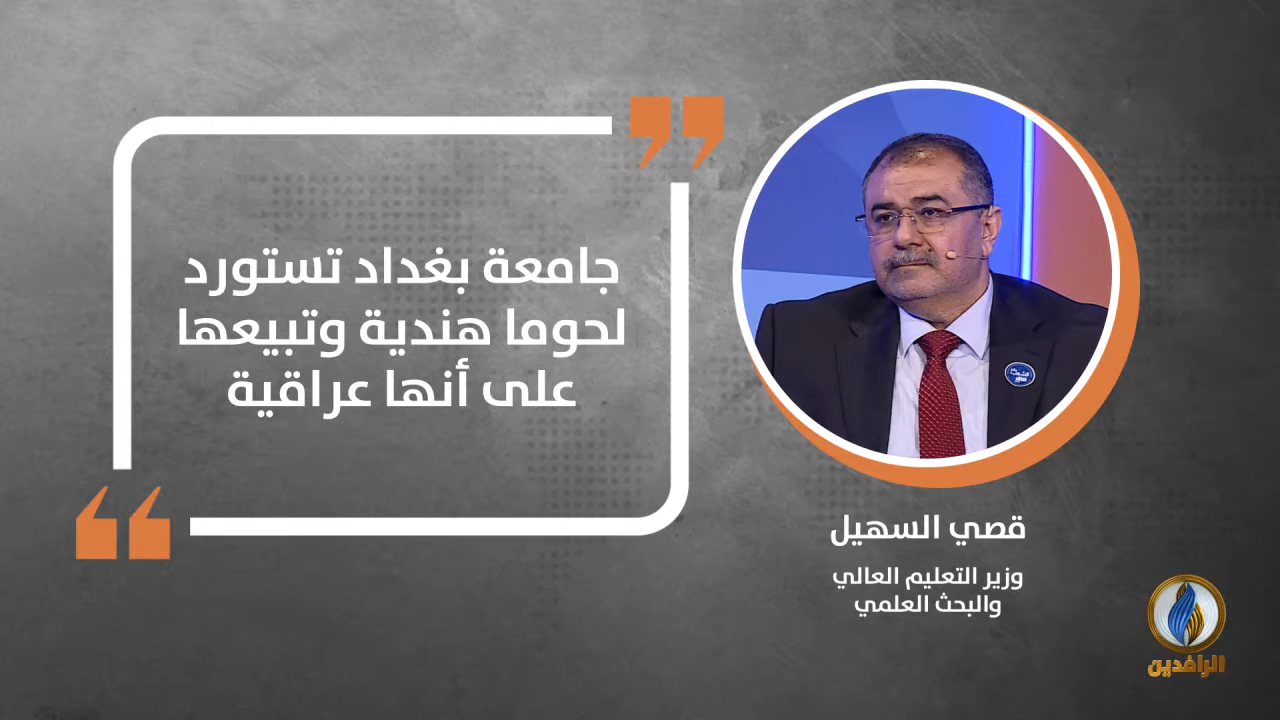 جامعة بغداد تستورد
لحوما هندية وتبيعها
على أنها عراقية
قصي السهيل
وزير التعليم العالي
والبحث العلمي
الرافدين